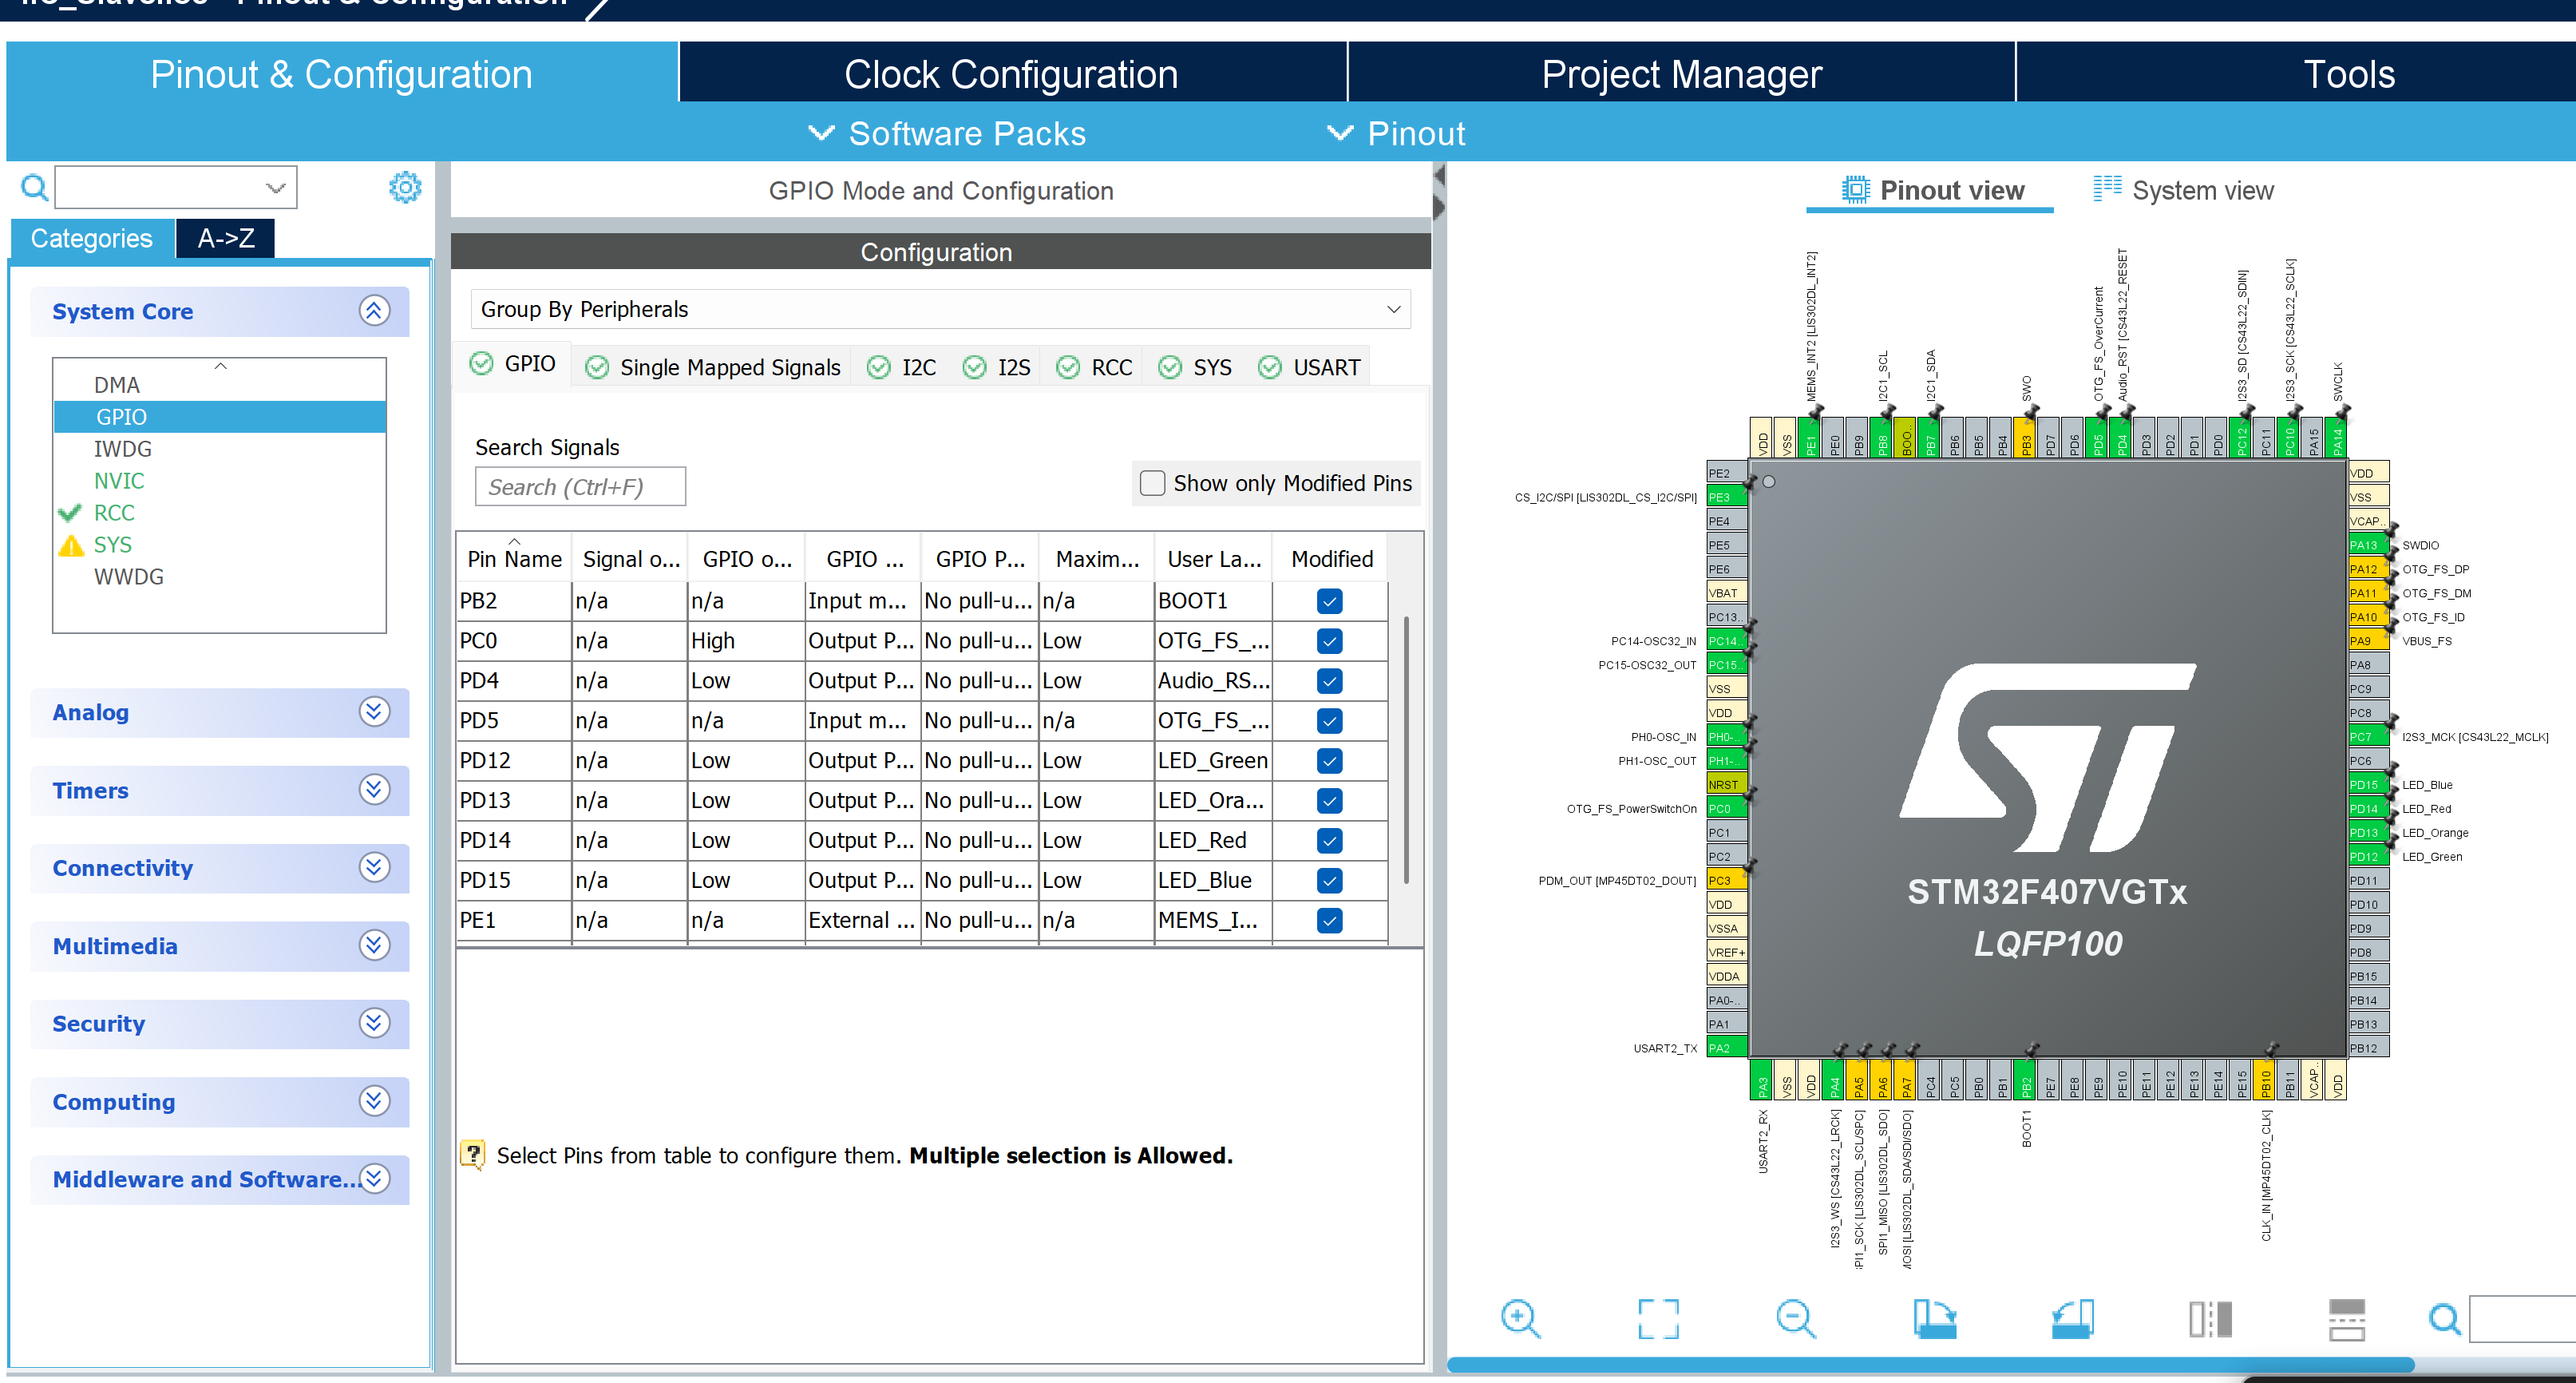 Pinout & Configuration
Clock Configuration
Project Manager
Tools
Software Packs
Pinout
Categories
A->Z
System Core
DMA
GPIO
IWDG
NVIC
RCC
SYS
WWDG
Analog
Timers
Connectivity
Multimedia
Security
Computing
Middleware and Software...
GPIO Mode and Configuration
Configuration
Group By Peripherals
GPIO Single Mapped Signals I2C I2S RCC SYS USART
Search Signals
Search (Ctrl+F)
Show only Modified Pins
Pin Name Signal o... GPIO o... GPIO ... GPIO P... Maxim... User La... Modified
PB2 n/a n/a Input m... No pull-u... n/a BOOT1
PC0 n/a High Output P... No pull-u... Low OTG_FS_...
PD4 n/a Low Output P... No pull-u... Low Audio_RS...
PD5 n/a n/a Input m... No pull-u... n/a OTG_FS_...
PD12 n/a Low Output P... No pull-u... Low LED_Green
PD13 n/a Low Output P... No pull-u... Low LED_Ora...
PD14 n/a Low Output P... No pull-u... Low LED_Red
PD15 n/a Low Output P... No pull-u... Low LED_Blue
PE1 n/a n/a External ... No pull-u... n/a MEMS_I...
Select Pins from table to configure them. Multiple selection is Allowed.
Pinout view
System view
MEMS_INT2 [LIS302DL_INT2]
I2C1_SCL
I2C1_SDA
SWO
OTG_FS_OverCurrent
Audio_RST [CS43L22_RESET
I2S3_SD [CS43L22_SDIN]
I2S3_SCK [CS43L22_SCLK]
SWCLK
VDD VSS PE1 PE0 PB9 PB8 BOO.. PB7 PB6 PB5 PB4 PB3 PD7 PD6 PD5 PD4 PD3 PD2 PD1 PD0 PC12 PC11 PC10 PA15 PA14
PE2
CS_I2C/SPI [LIS302DL_CS_I2C/SPI] PE3
PE4
PE5
PE6
VBAT
PC13..
PC14-OSC32_IN PC14..
PC15-OSC32_OUT PC15..
VSS
VDD
PH0-OSC_IN PH0-..
PH1-OSC_OUT PH1-..
NRST
OTG_FS_PowerSwitchOn PC0
PC1
PC2
PDM_OUT [MP45DT02_DOUT] PC3
VDD
VSSA
VREF+
VDDA
PA0-..
PA1
USART2_TX PA2
STM32F407VGTx
LQFP100
VDD
VSS
VCAP..
PA13 SWDIO
PA12 OTG_FS_DP
PA11 OTG_FS_DM
PA10 OTG_FS_ID
PA9 VBUS_FS
PA8
PC9
PC8
PC7 I2S3_MCK [CS43L22_MCLK]
PC6
PD15 LED_Blue
PD14 LED_Red
PD13 LED_Orange
PD12 LED_Green
PD11
PD10
PD9
PD8
PB15
PB14
PB13
PB12
PA3 VSS VDD PA4 PA5 PA6 PA7 PC4 PC5 PB0 PB1 PB2 PE7 PE8 PE9 PE10 PE11 PE12 PE13 PE14 PE15 PB10 PB11 VCAP.. VDD
USART2_RX
I2S3_WS [CS43L22_LRCK]
SPI1_SCK [LIS302DL_SCL/SPC]
SPI1_MISO [LIS302DL_SDO]
MOSI [LIS302DL_SDA/SDI/SDO]
BOOT1
CLK_IN [MP45DT02_CLK]